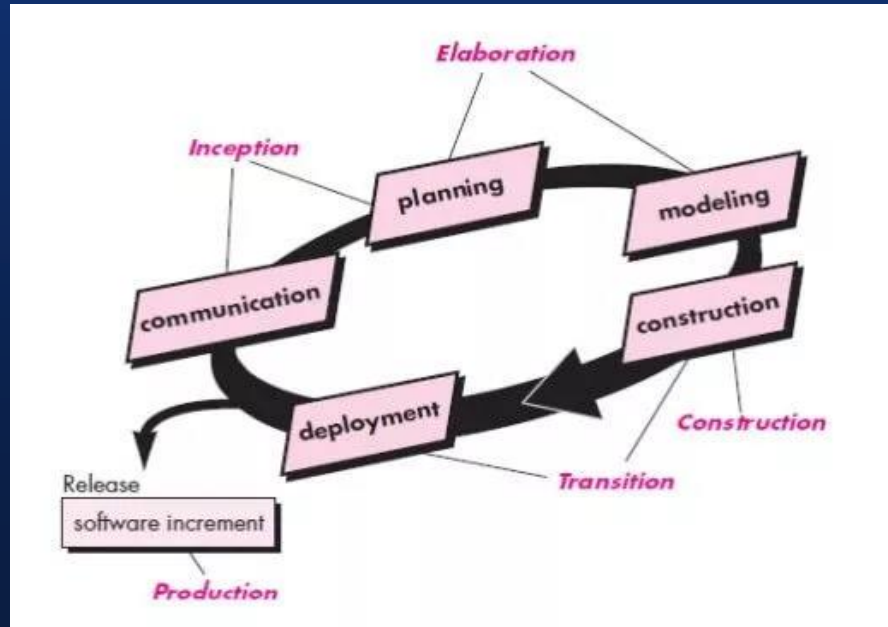 Elaboration
Inception
planning
modeling
communication
construction
deployment
Construction
Transition
Release
software increment
Production